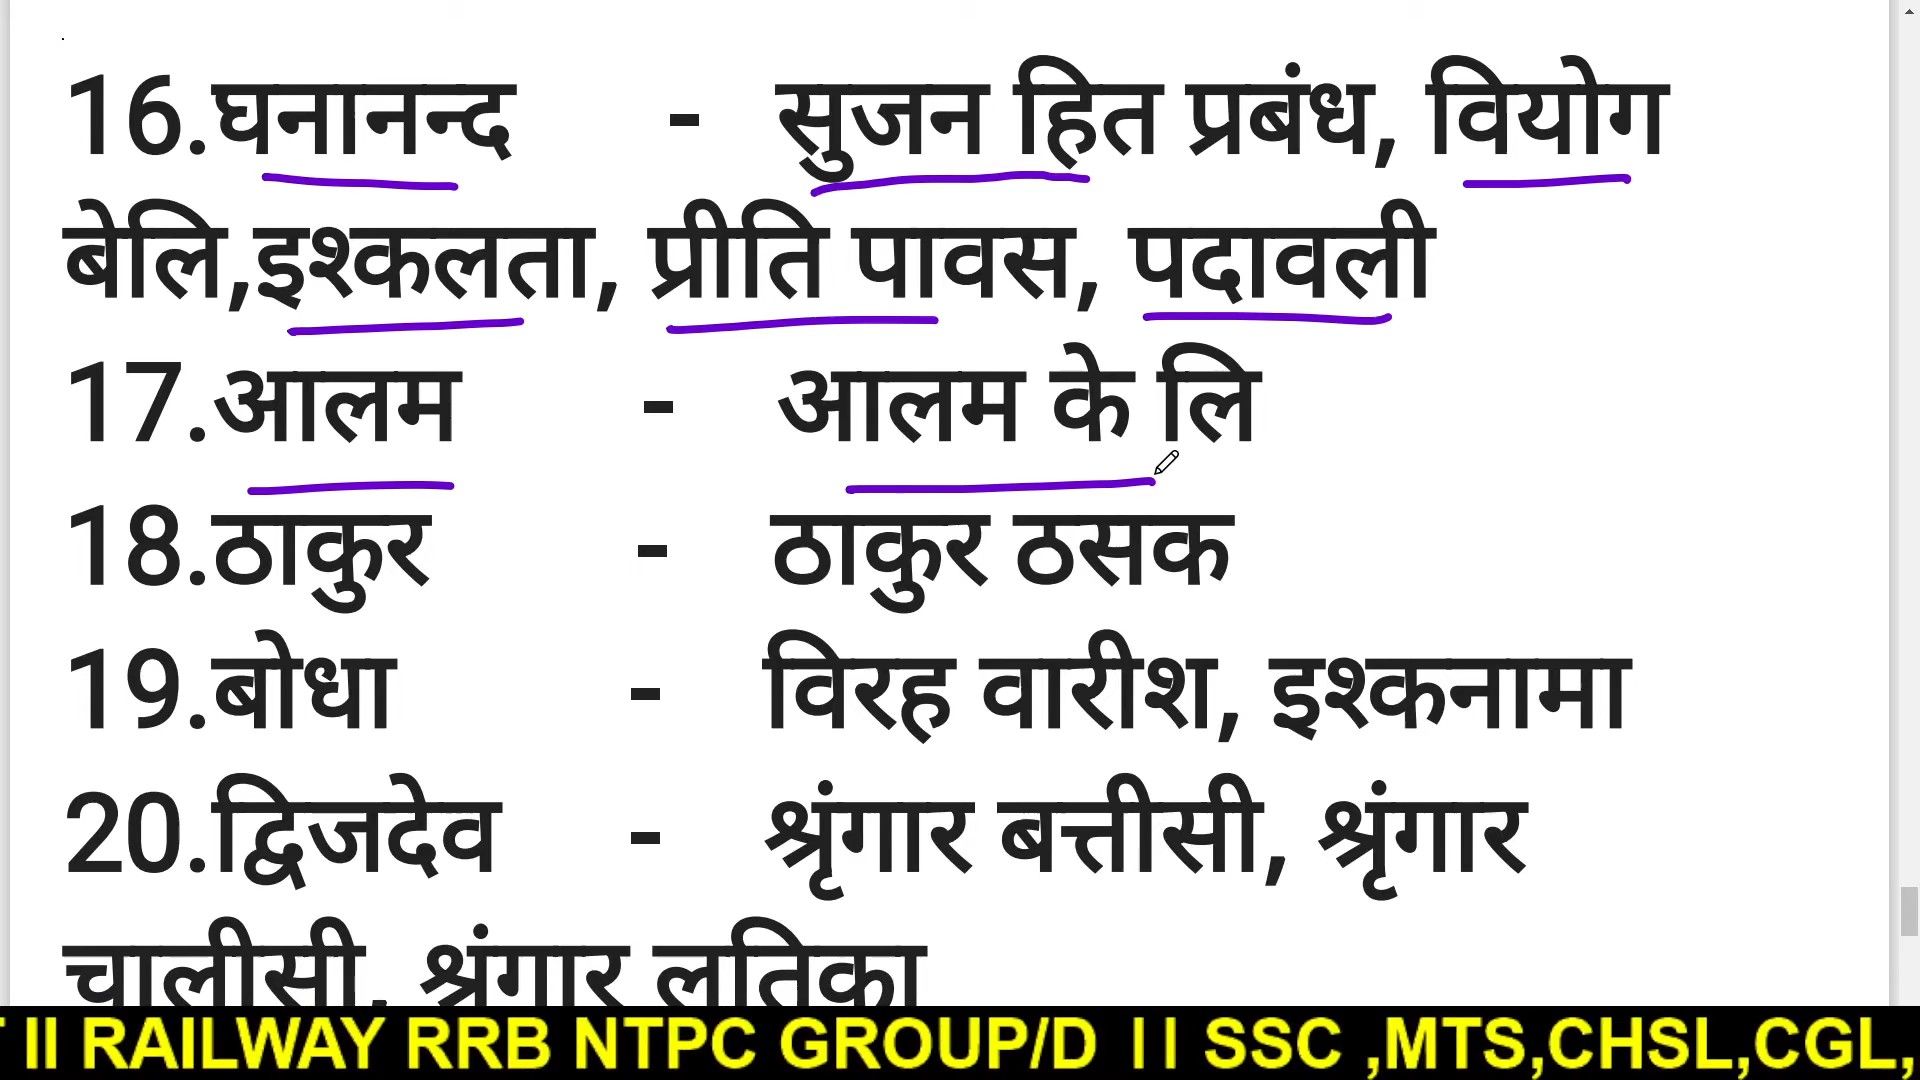 16.घनानन्द - सुजन हित प्रबंध, वियोग
बेलि,इश्कलता, प्रीति पावस, पदावली
17.आलम - आलम के लि
18.ठाकुर - ठाकुर ठसक
19.बोधा - विरह वारीश, इश्कनामा
20.द्विजदेव - श्रृंगार बत्तीसी, श्रृंगार
चालीसी, श्रृंगार लतिका
II RAILWAY RRB NTPC GROUP/D II SSC ,MTS,CHSL,CGL,